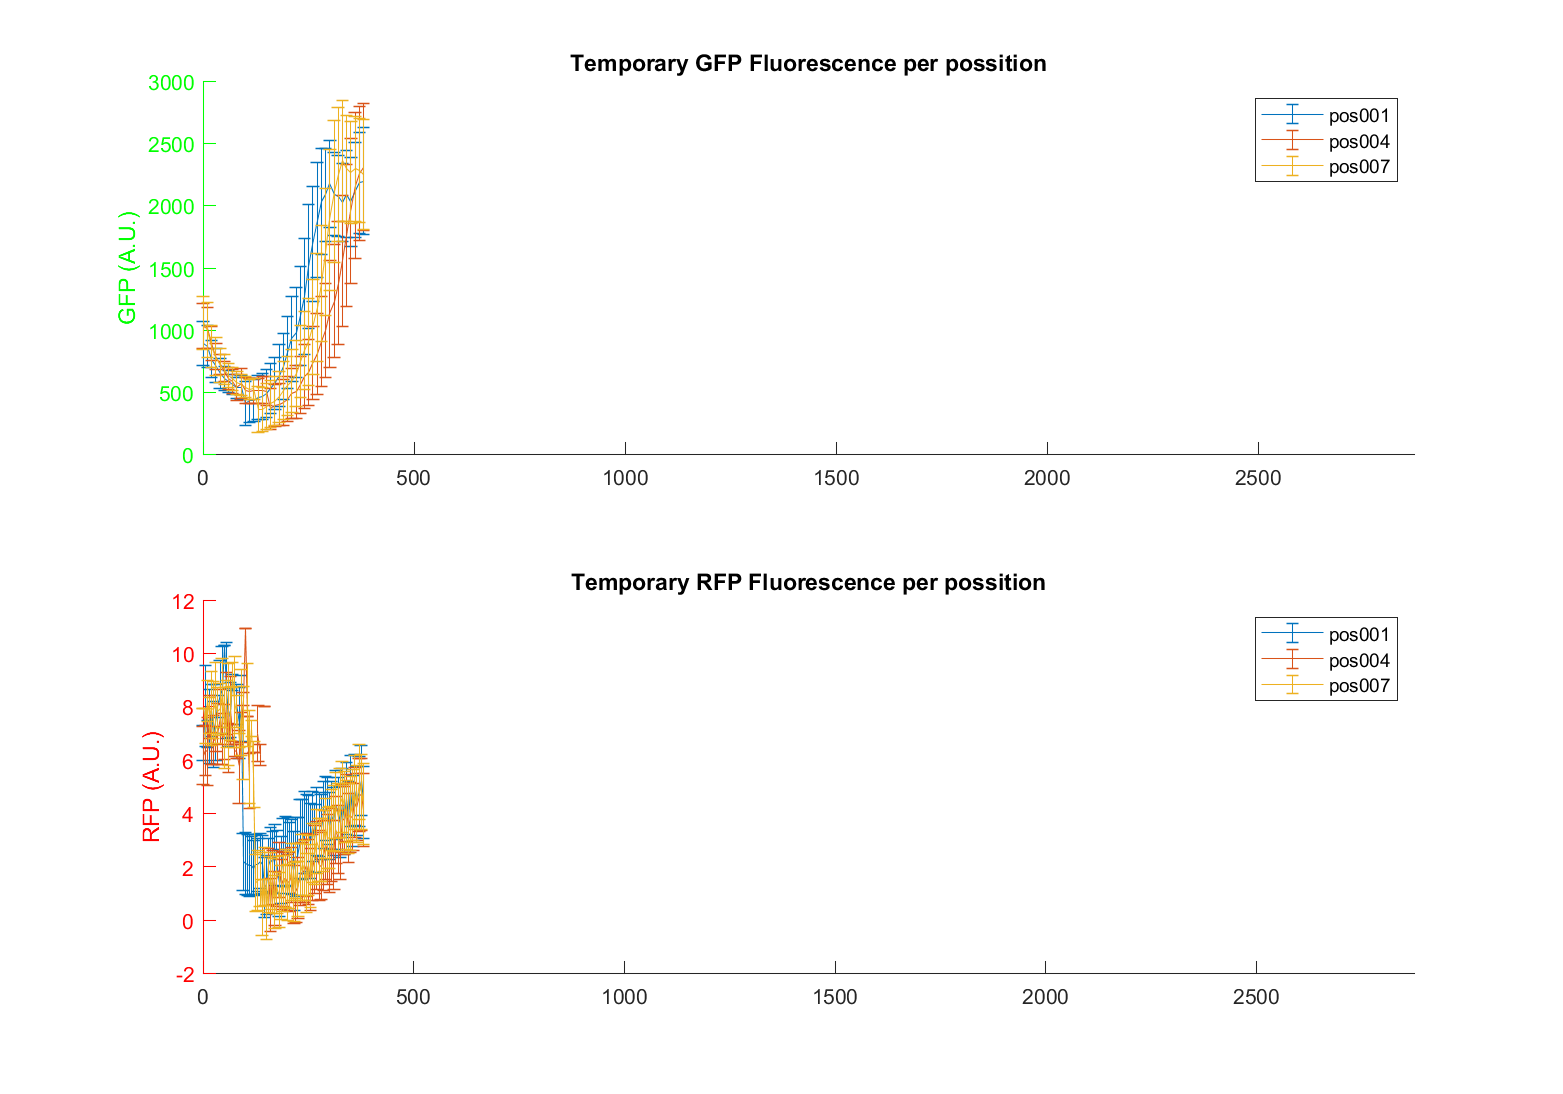 Temporary GFP Fluorescence per possition
3000
2500
2000
1500
1000
500
0
GFP (A.U.)
pos001
pos004
pos007
0 500 1000 1500 2000 2500
Temporary RFP Fluorescence per possition
12
10
8
6
4
2
0
-2
RFP (A.U.)
pos001
pos004
pos007
0 500 1000 1500 2000 2500